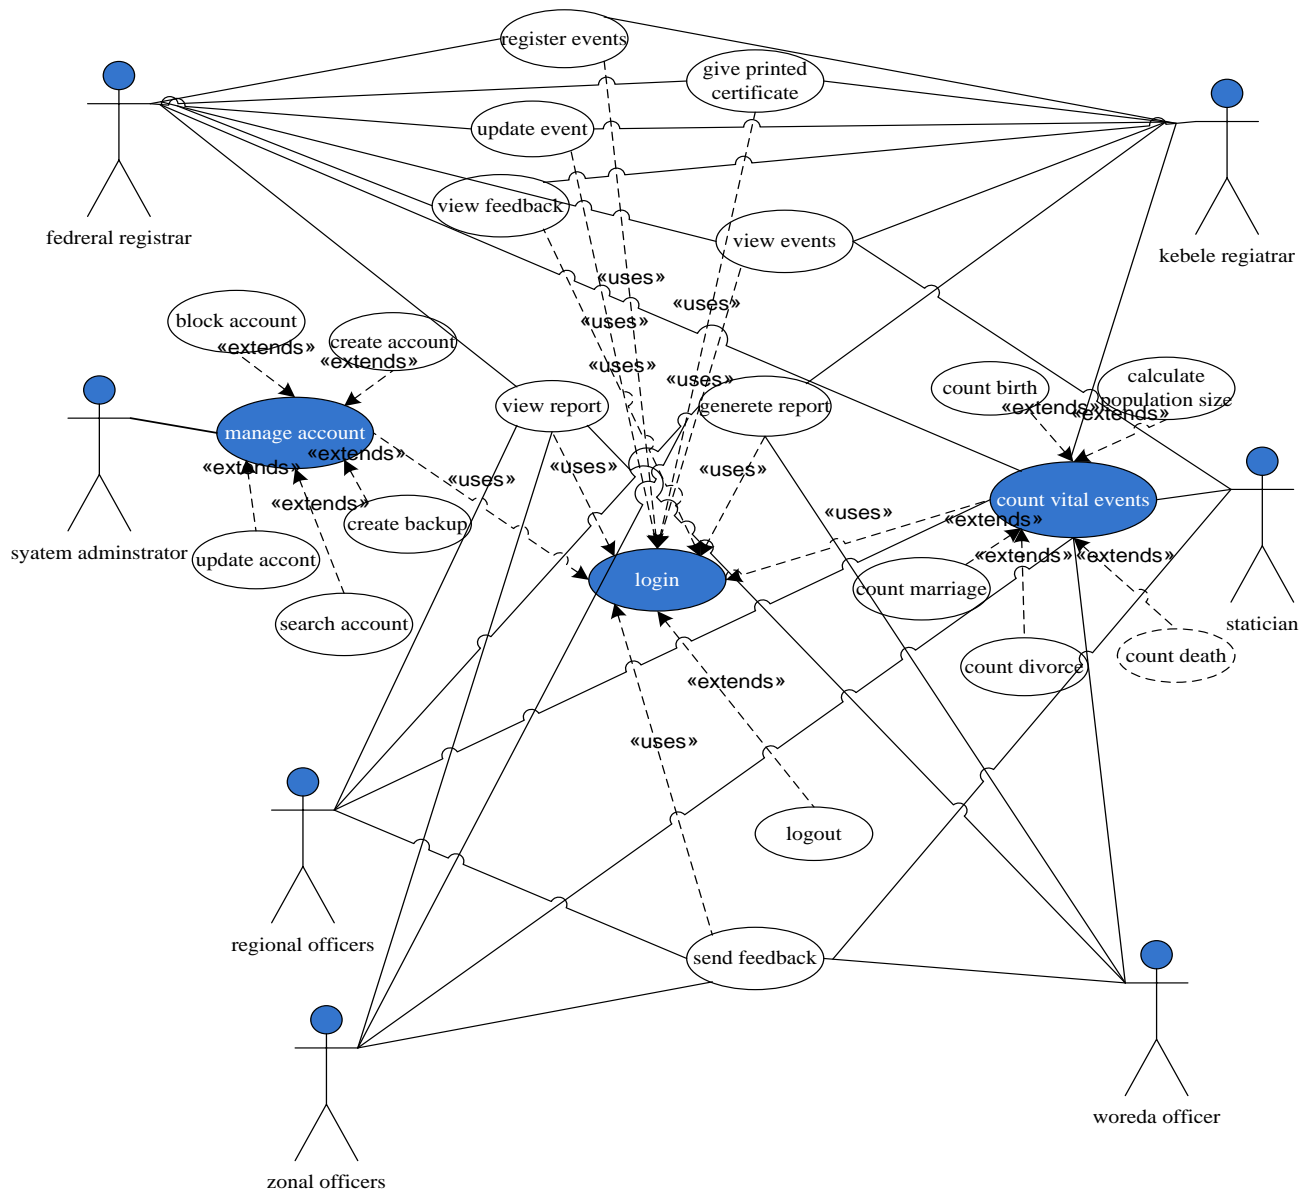 register events
give printed
certificate
update event
view feedback
fedreral registrar
view events
kebele regiatrar
«uses»
«uses»
«uses»
«uses»
«uses»
«uses»
block account
create account
«extends»
«extends»
count birth
calculate
population size
«extends»
«extends»
view report
generete report
manage account
«extends»
«extends»
«uses»
«uses»
«uses»
count vital events
«extends»
create backup
«uses»
«extends»
«extends»
«extends»
syatem adminstrator
update accont
login
count marriage
search account
statician
count divorce
count death
«extends»
«uses»
logout
regional officers
send feedback
woreda officer
zonal officers